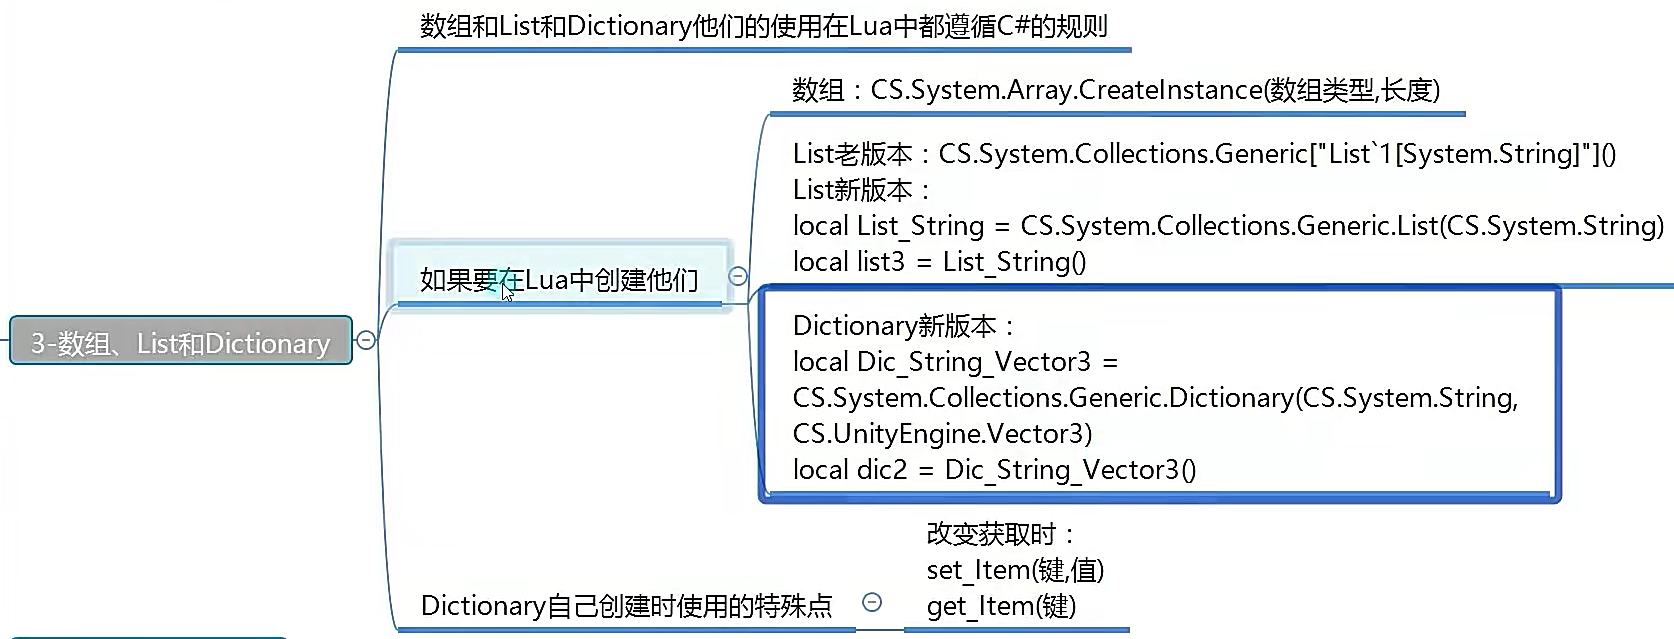 数组和List和Dictionary他们的使用在Lua中都遵循C#的规则
数组：CS.System.Array.CreateInstance(数组类型,长度)
List老版本：CS.System.Collections.Generic["List`1[System.String]"]()
List新版本：
local List_String = CS.System.Collections.Generic.List(CS.System.String)
local list3 = List_String()
如果要在Lua中创建他们
3-数组、List和Dictionary
Dictionary新版本：
local Dic_String_Vector3 =
CS.System.Collections.Generic.Dictionary(CS.System.String,
CS.UnityEngine.Vector3)
local dic2 = Dic_String_Vector3()
Dictionary自己创建时使用的特殊点
改变获取时：
set_Item(键,值)
get_Item(键)